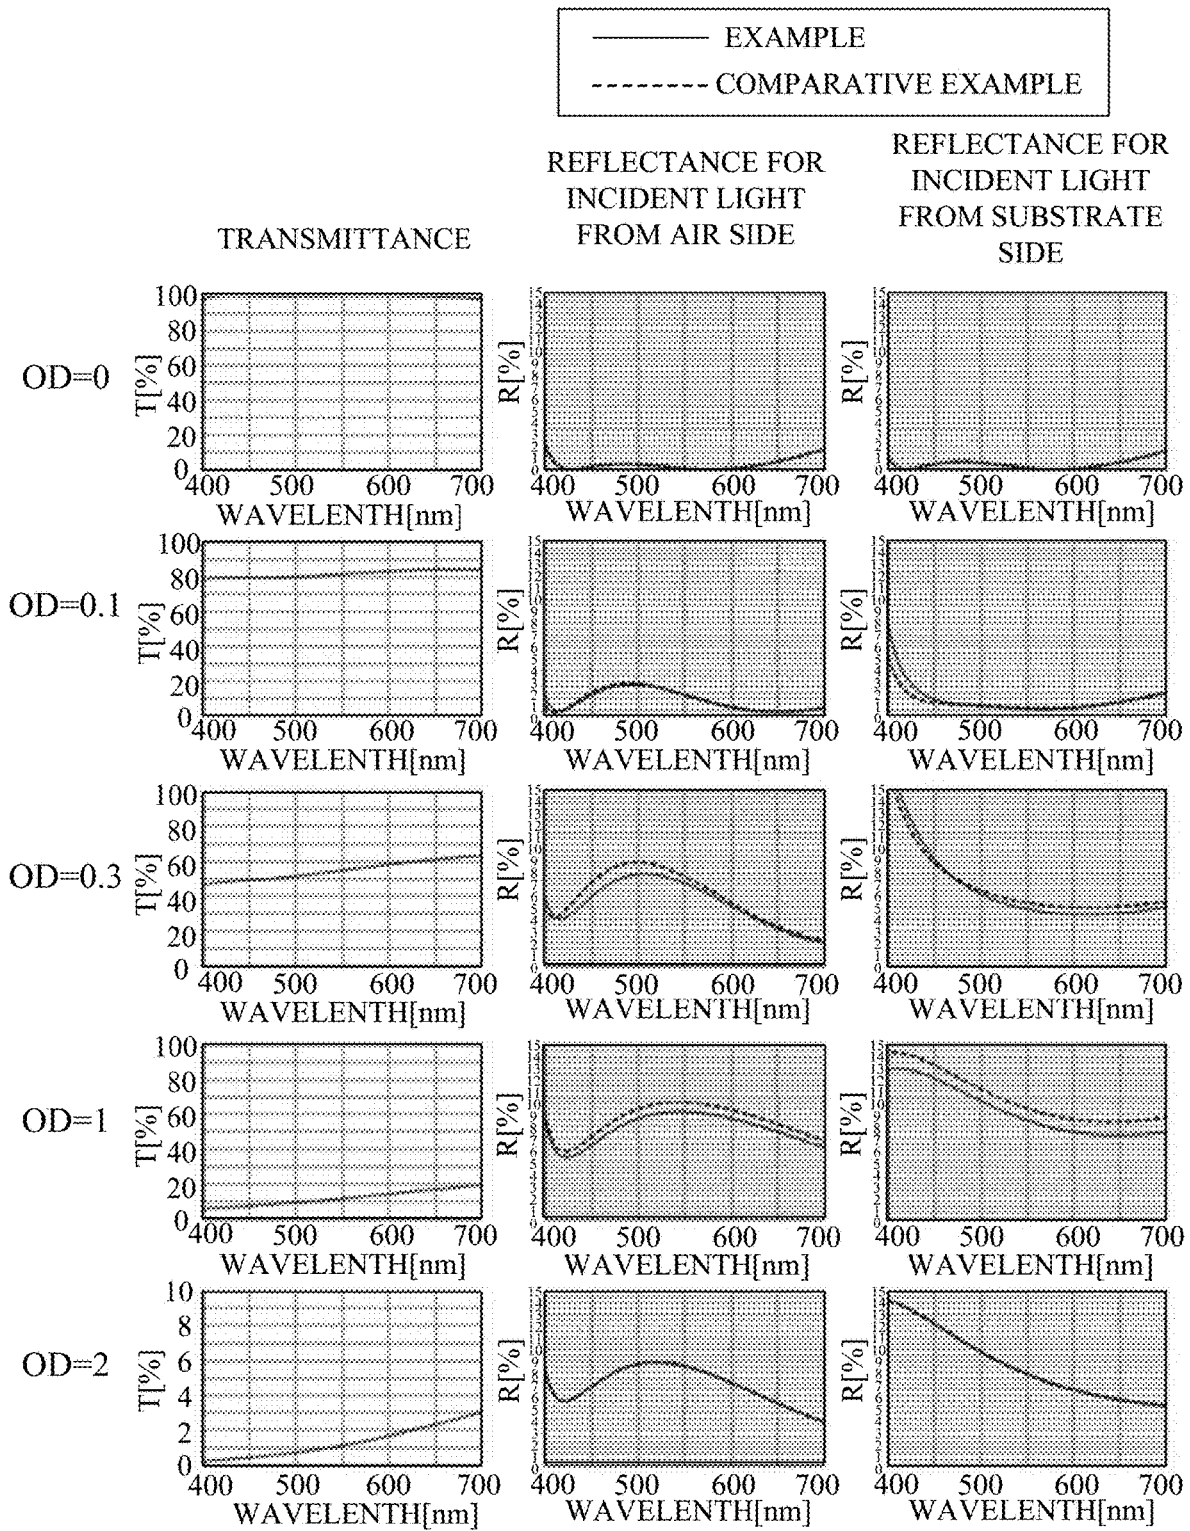 EXAMPLE
COMPARATIVE EXAMPLE
TRANSMITTANCE
REFLECTANCE FOR
INCIDENT LIGHT
FROM AIR SIDE
REFLECTANCE FOR
INCIDENT LIGHT
FROM SUBSTRATE
SIDE
OD=0
T[%]
100
80
60
40
20
0
400 500 600 700
WAVELENTH[nm]
R[%]
400 500 600 700
WAVELENTH[nm]
R[%]
400 500 600 700
WAVELENTH[nm]
OD=0.1
T[%]
100
80
60
40
20
0
400 500 600 700
WAVELENTH[nm]
R[%]
400 500 600 700
WAVELENTH[nm]
R[%]
400 500 600 700
WAVELENTH[nm]
OD=0.3
T[%]
100
80
60
40
20
0
400 500 600 700
WAVELENTH[nm]
R[%]
400 500 600 700
WAVELENTH[nm]
R[%]
400 500 600 700
WAVELENTH[nm]
OD=1
T[%]
100
80
60
40
20
0
400 500 600 700
WAVELENTH[nm]
R[%]
400 500 600 700
WAVELENTH[nm]
R[%]
400 500 600 700
WAVELENTH[nm]
OD=2
T[%]
10
8
6
4
2
0
400 500 600 700
WAVELENTH[nm]
R[%]
400 500 600 700
WAVELENTH[nm]
R[%]
400 500 600 700
WAVELENTH[nm]